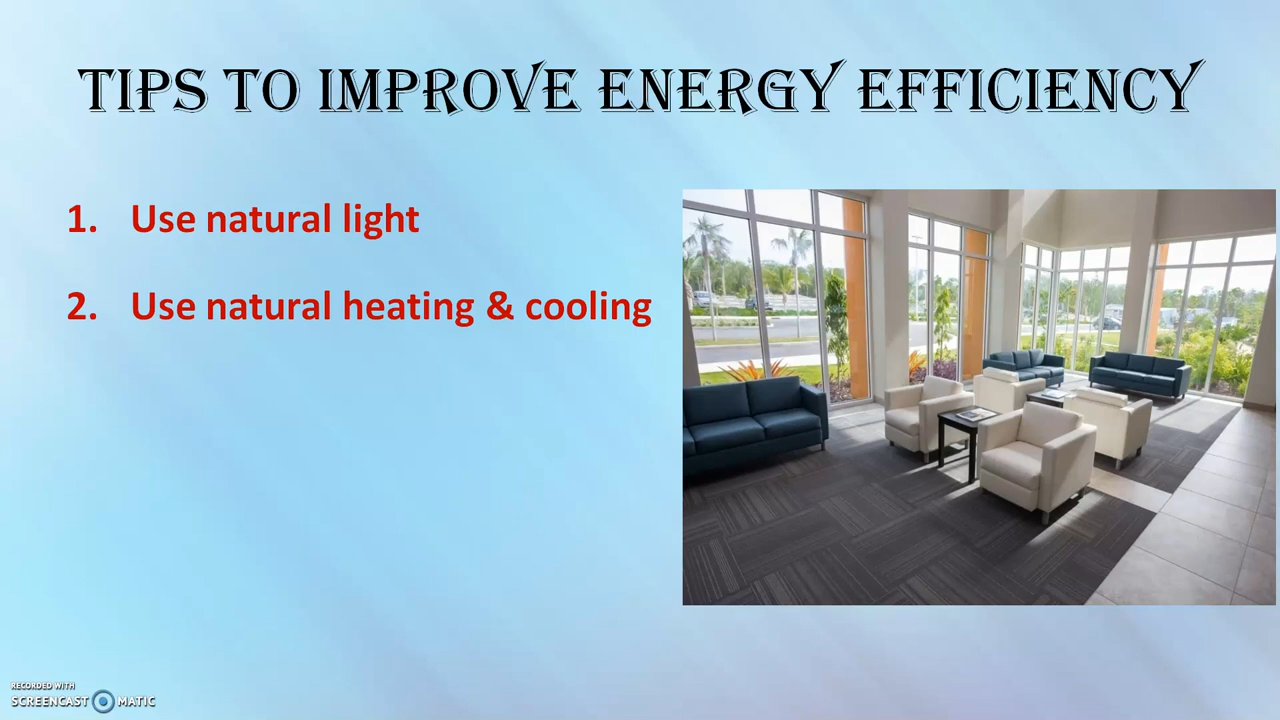 TIPS TO IMPROVE ENERGY EFFICIENCY
1. Use natural light
2. Use natural heating & cooling
RECORDED WITH
SCREENCAST MATIC